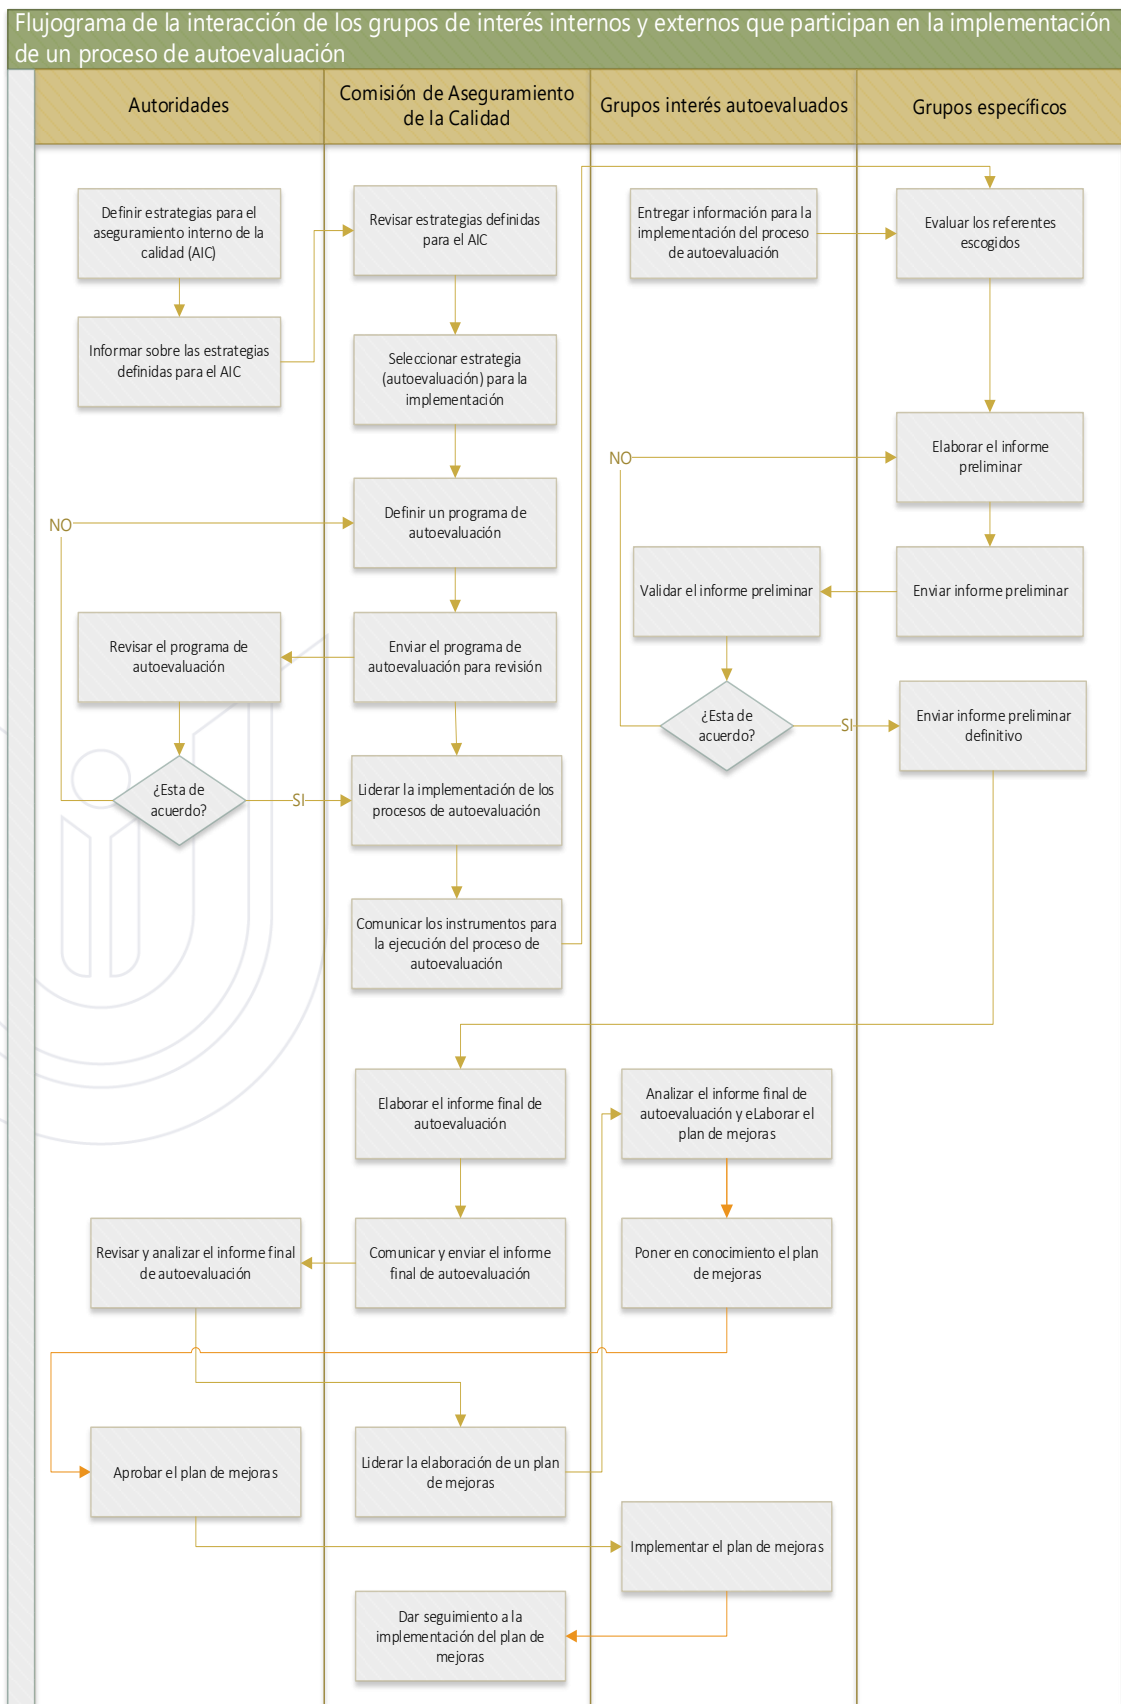 Flujograma de la interacción de los grupos de interés internos y externos que participan en la implementación
de un proceso de autoevaluación
Autoridades
Comisión de Aseguramiento
de la Calidad
Grupos interés autoevaluados
Grupos específicos
Definir estrategias para el
aseguramiento interno de la
calidad (AIC)
Revisar estrategias definidas
para el AIC
Entregar información para la
implementación del proceso
de autoevaluación
Evaluar los referentes
escogidos
Informar sobre las estrategias
definidas para el AIC
Seleccionar estrategia
(autoevaluación) para la
implementación
NO
Elaborar el informe
preliminar
NO
Definir un programa de
autoevaluación
Validar el informe preliminar
Enviar informe preliminar
Revisar el programa de
autoevaluación
Enviar el programa de
autoevaluación para revisión
¿Esta de
acuerdo?
SI
Enviar informe preliminar
definitivo
¿Esta de
acuerdo?
SI
Liderar la implementación de los
procesos de autoevaluación
Comunicar los instrumentos para
la ejecución del proceso de
autoevaluación
Elaborar el informe final de
autoevaluación
Analizar el informe final de
autoevaluación y eLaborar el
plan de mejoras
Revisar y analizar el informe final
de autoevaluación
Comunicar y enviar el informe
final de autoevaluación
Poner en conocimiento el plan
de mejoras
Aprobar el plan de mejoras
Liderar la elaboración de un plan
de mejoras
Implementar el plan de mejoras
Dar seguimiento a la
implementación del plan de
mejoras